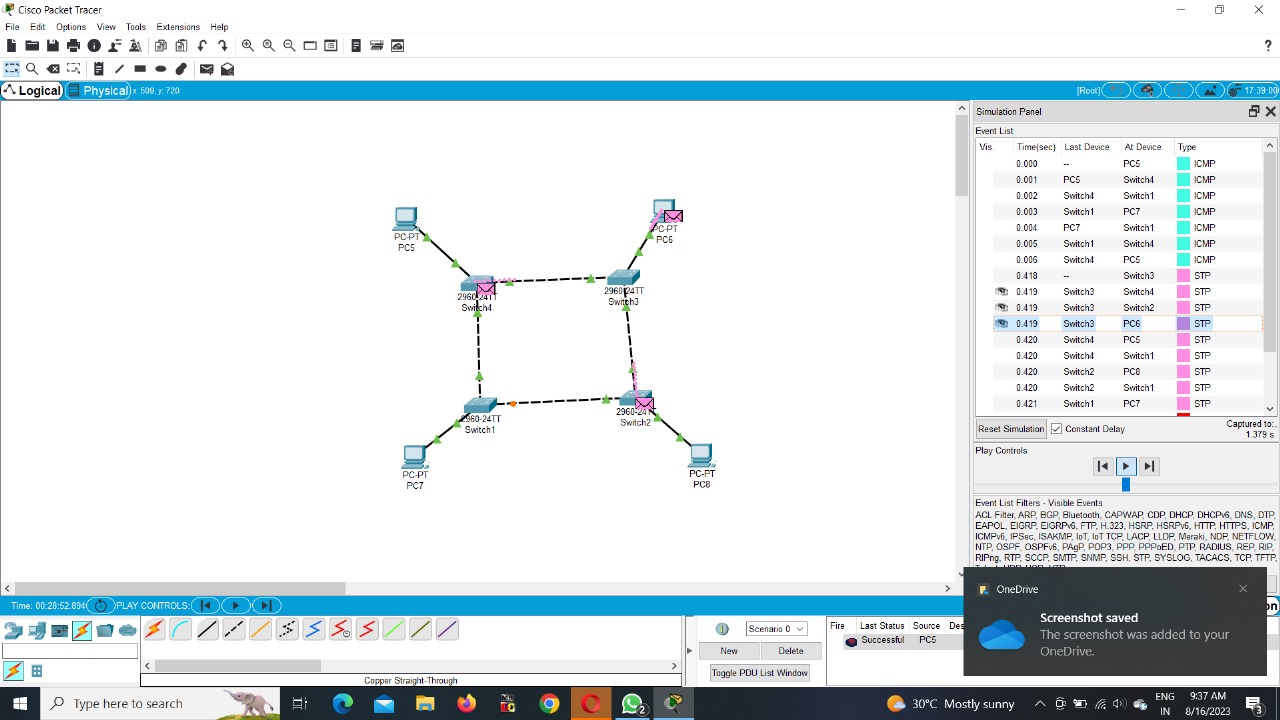 Cisco Packet Tracer
File Edit Options View Tools Extensions Help
?
Logical Physical x: 509, y: 720 [Root] 17:39:00
Simulation Panel
Event List
Vis. Time(sec) Last Device At Device Type
0.000 -- PC5 ICMP
0.001 PC5 Switch4 ICMP
0.002 Switch4 Switch1 ICMP
0.003 Switch1 PC7 ICMP
0.004 PC7 Switch1 ICMP
0.005 Switch1 Switch4 ICMP
0.006 Switch4 PC5 ICMP
0.418 -- Switch3 STP
0.419 Switch3 Switch4 STP
0.419 Switch3 Switch2 STP
0.419 Switch3 PC6 STP
0.420 Switch4 PC5 STP
0.420 Switch4 Switch1 STP
0.420 Switch2 PC8 STP
0.420 Switch2 Switch1 STP
0.421 Switch1 PC7 STP
Reset Simulation Constant Delay Captured to:
1.379 s
Play Controls
Event List Filters - Visible Events
ACL Filter, ARP, BGP, Bluetooth, CAPWAP, CDP, DHCP, DHCPv6, DNS, DTP,
EAPOL, EIGRP, EIGRPv6, FTP, H.323, HSRP, HSRPv6, HTTP, HTTPS, ICMP,
ICMPv6, IPSec, ISAKMP, IoT, IoT TCP, LACP, LLDP, Meraki, NDP, NETFLOW,
NTP, OSPF, OSPFv6, PAgP, POP3, PPP, PPPoED, PTP, RADIUS, REP, RIP,
RIPng, RTP, SCCP, SMTP, SNMP, SSH, STP, SYSLOG, TACACS, TCP, TFTP,
PC-PT
PC5
PC-PT
PC6
2960-24TT
Switch4
2960-24TT
Switch3
2960-24TT
Switch1
2960-24T
Switch2
PC-PT
PC7
PC-PT
PC8
OneDrive
Screenshot saved
The screenshot was added to your
OneDrive.
Time: 00:28:52.894 PLAY CONTROLS:
Scenario 0
New Delete
Toggle PDU List Window
Fire Last Status Source Des
Successful PC5
Copper Straight-Through
Type here to search
2
30°C Mostly sunny
ENG
IN
9:37 AM
8/16/2023
3